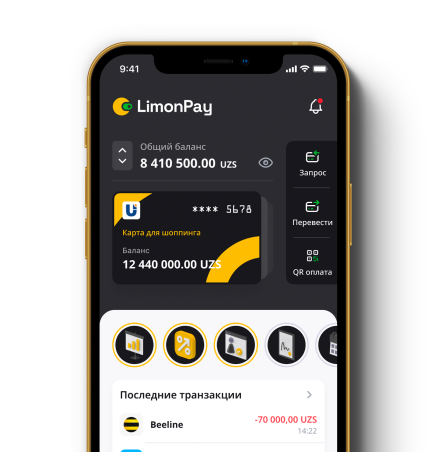 9:41
LimonPay
Общий баланс
8 410 500.00 UZS
Запрос
**** 5678
Карта для шоппинга
Перевести
Баланс
12 440 000.00 UZS
QR оплата
Последние транзакции
Beeline
-70 000,00 UZS
14:22